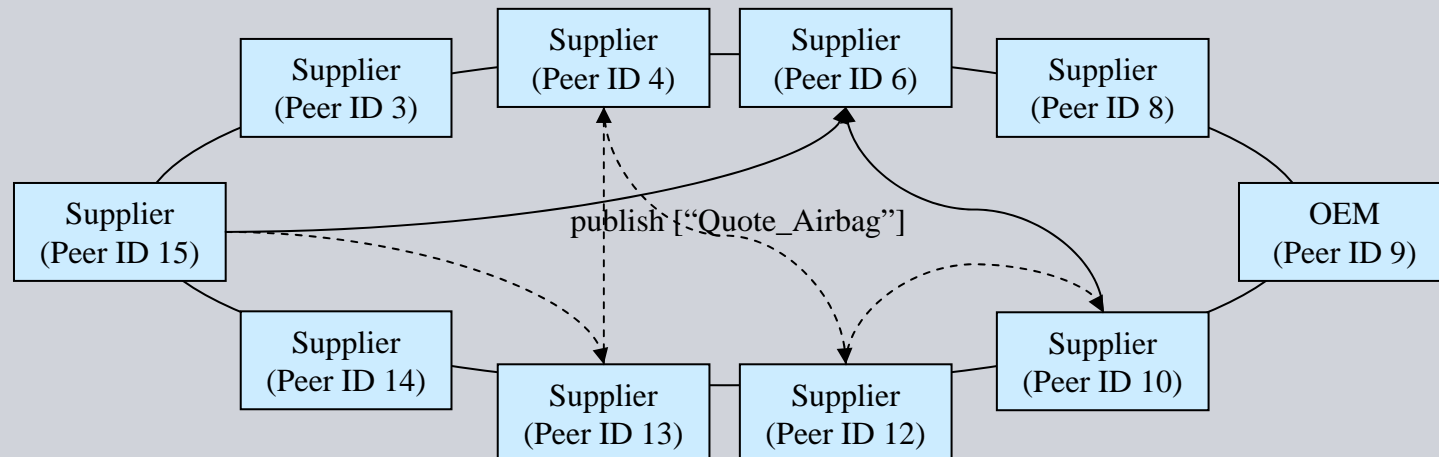 Supplier
(Peer ID 4)
Supplier
(Peer ID 6)
Supplier
(Peer ID 3)
Supplier
(Peer ID 8)
Supplier
(Peer ID 15)
publish [“Quote_Airbag”]
OEM
(Peer ID 9)
Supplier
(Peer ID 14)
Supplier
(Peer ID 10)
Supplier
(Peer ID 13)
Supplier
(Peer ID 12)